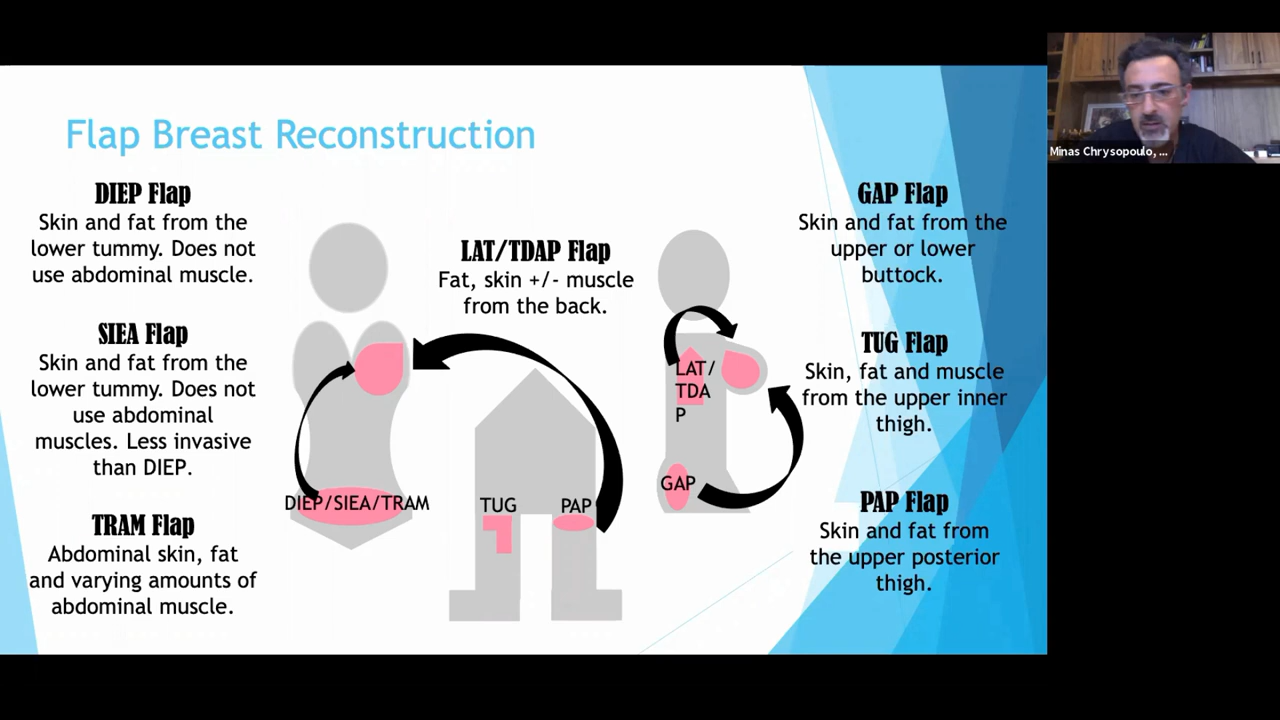 Flap Breast Reconstruction
DIEP Flap
Skin and fat from the
lower tummy. Does not
use abdominal muscle.
SIEA Flap
Skin and fat from the
lower tummy. Does not
use abdominal
muscles. Less invasive
than DIEP.
TRAM Flap
Abdominal skin, fat
and varying amounts of
abdominal muscle.
DIEP/SIEA/TRAM
LAT/TDAP Flap
Fat, skin +/- muscle
from the back.
TUG
PAP
LAT/
TDA
P
GAP
GAP Flap
Skin and fat from the
upper or lower
buttock.
TUG Flap
Skin, fat and muscle
from the upper inner
thigh.
PAP Flap
Skin and fat from
the upper posterior
thigh.
Minas Chrysopoulo, ...